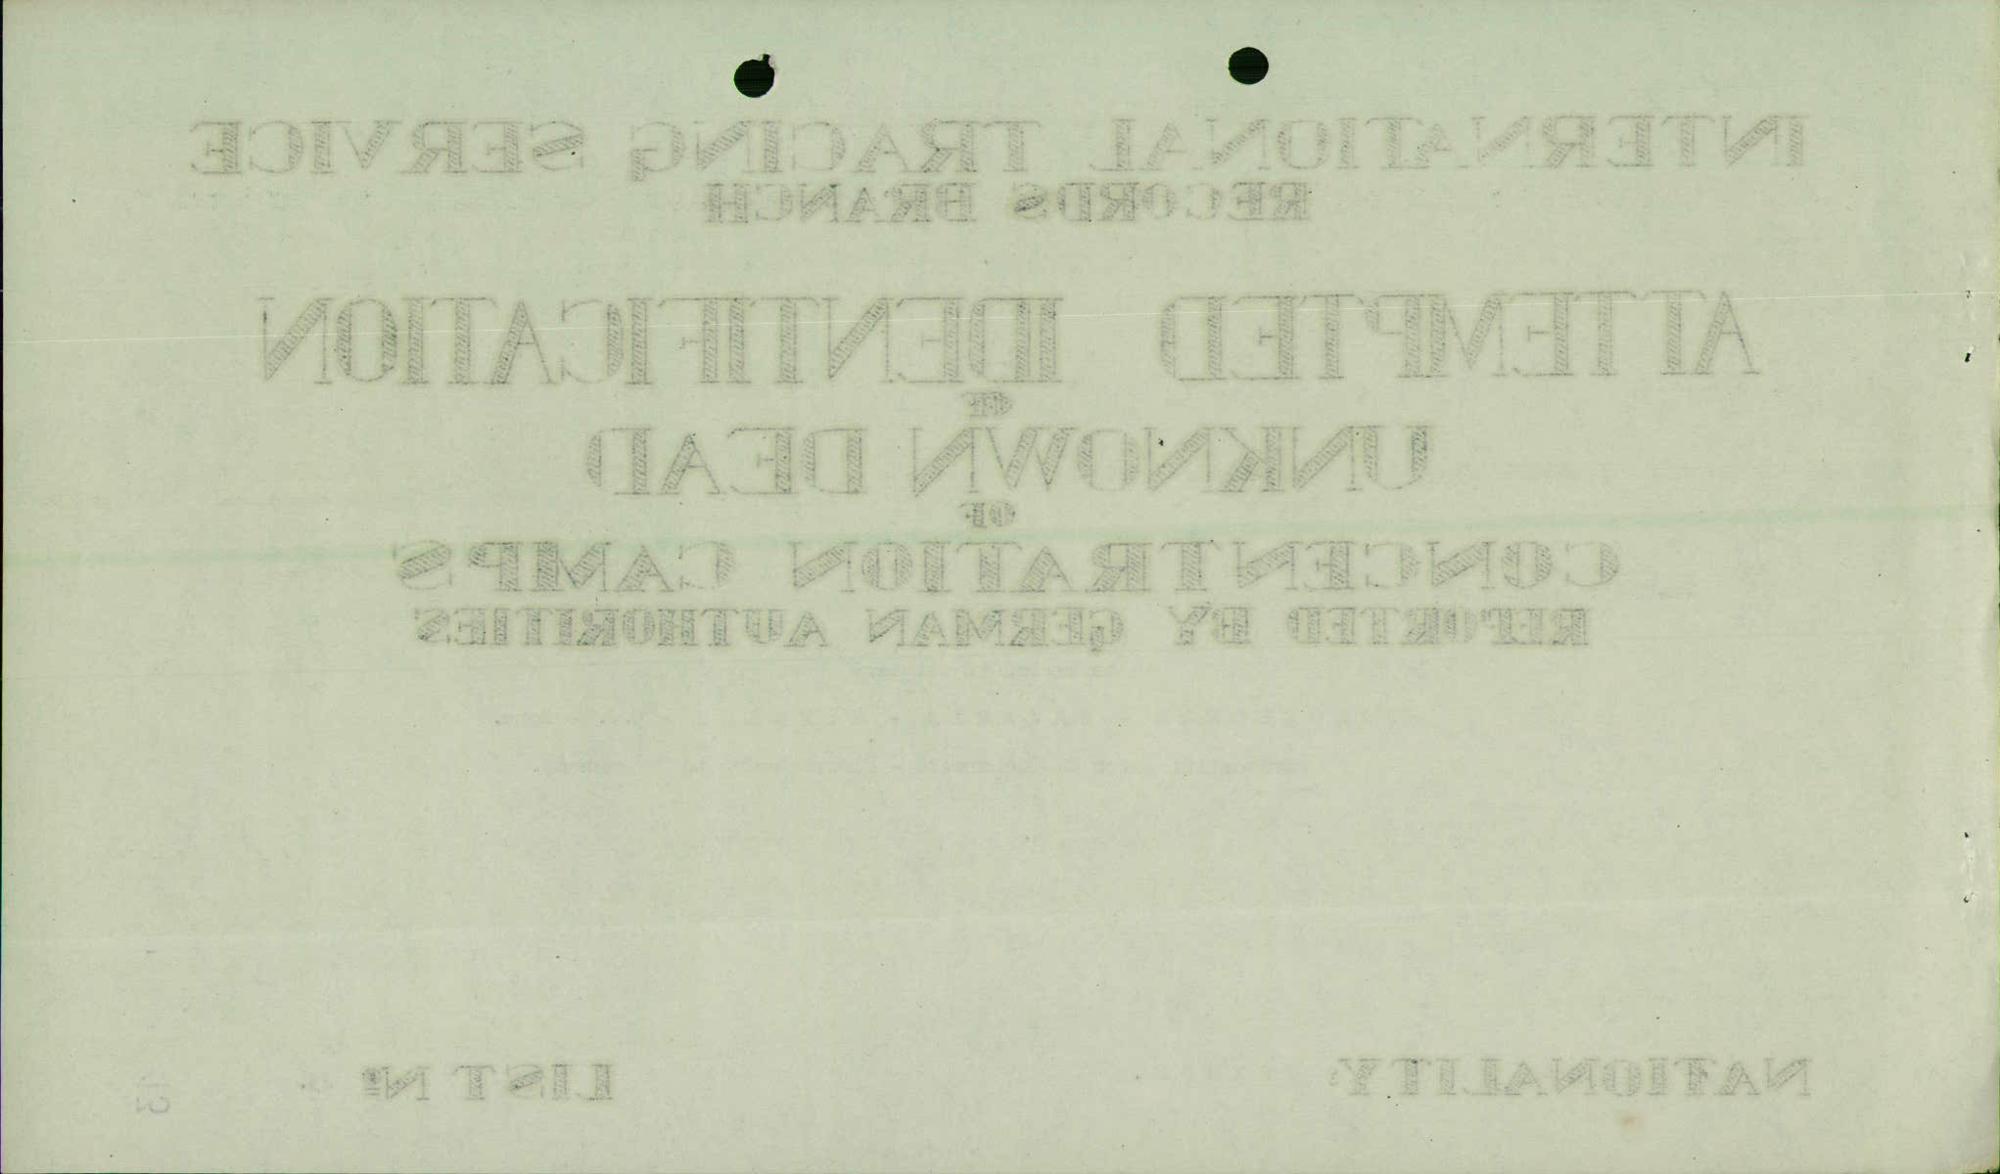 INTERNATIONAL TRACING SERVICE
RECORDS BRANCH
ATTEMPTED IDENTIFICATION
OF
UNKNOWN DEAD
OF
CONCENTRATION CAMPS
REPORTED BY GERMAN AUTHORITIES
NATIONALITY:
LIST Nº